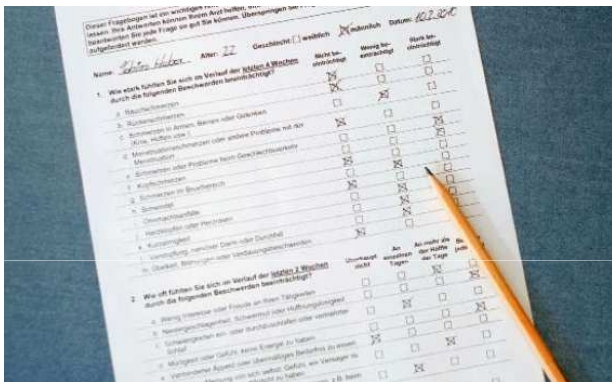 Dieser Fragebogen ist ein wichtiges
lassen. Ihre Antworten können Ihrem Arzt helfen,
beantworten Sie jede Frage so gut Sie können. Überspringen Sie
aufgefordert werden.
Name: Alter: 22 Geschlecht: weiblich männlich Datum:
Nicht be- Wenig be- Stark be-
einträchtigt einträchtigt einträchtigt
1. Wie stark fühlten Sie sich im Verlauf der letzten 4 Wochen
durch die folgenden Beschwerden beeinträchtigt?
a. Bauchschmerzen
b. Rückenschmerzen
c. Schmerzen in Armen, Beinen oder Gelenken
(Knie, Hüften usw.)
d. Menstruationsschmerzen oder andere Probleme mit der
Menstruation
e. Schmerzen oder Probleme beim Geschlechtsverkehr
f. Kopfschmerzen
g. Schmerzen im Brustbereich
h. Schwindel
i. Ohnmachtsanfälle
j. Herzklopfen oder Herzrasen
k. Kurzatmigkeit
l. Verstopfung, nervöser Darm oder Durchfall
m. Übelkeit, Blähungen oder Verdauungsbeschwerden
Überhaupt An An mehr als
nicht einzelnen der Hälfte
Tagen der Tage
2. Wie oft fühlten Sie sich im Verlauf der letzten 2 Wochen
durch die folgenden Beschwerden beeinträchtigt?
a. Wenig Interesse oder Freude an Ihren Tätigkeiten
b. Niedergeschlagenheit, Schwermut oder Hoffnungslosigkeit
c. Schwierigkeiten ein- oder durchzuschlafen oder vermehrter
Schlaf
d. Müdigkeit oder Gefühl, keine Energie zu haben
e. Verminderter Appetit oder übermäßiges Bedürfnis zu essen